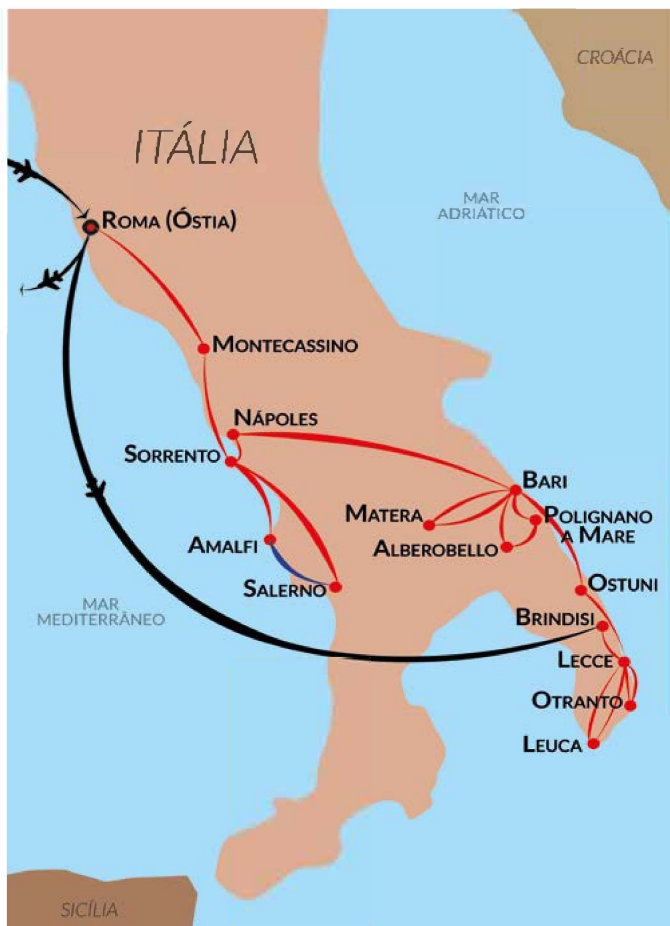 CROÁCIA
ITÁLIA
MAR
ADRIÁTICO
ROMA (ÓSTIA)
MONTECASSINO
NÁPOLES
SORRENTO
BARI
MATERA
POLIGNANO
A MARE
ALBEROBELLO
AMALFI
SALERNO
OSTUNI
MAR
MEDITERRÂNEO
BRINDISI
LECCE
OTRANTO
LEUCA
SICÍLIA